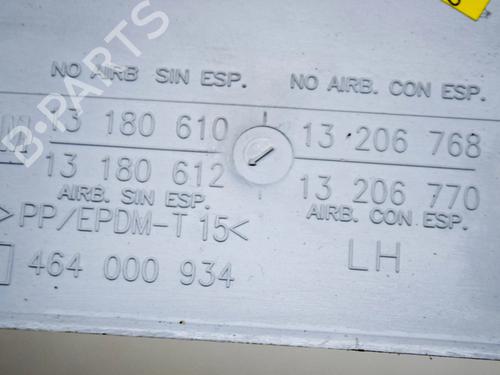 NO AIRB SIN ESP. NO AIRB. CON ESP.
13 180 610 13 206 768
13 180 612 13 206 770
AIRB. SIN ESP. AIRB. CON ESP.
>PP/EPDM-T 15<
464 000 934 LH
B-PARTS